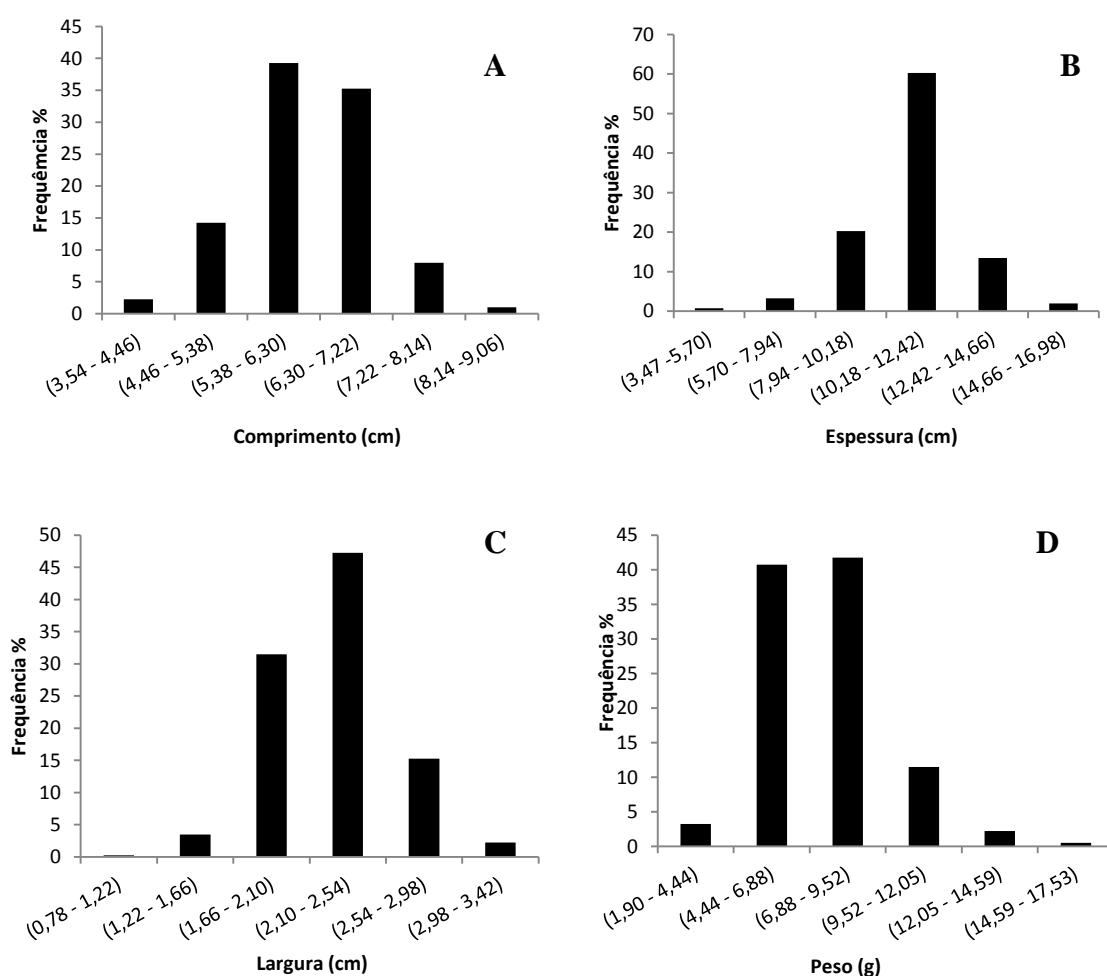 A
Frequêmcia %
45
40
35
30
25
20
15
10
5
0
(3,54 - 4,46)
(4,46 - 5,38)
(5,38 - 6,30)
(6,30 - 7,22)
(7,22 - 8,14)
(8,14 -9,06)
Comprimento (cm)
B
Frequência %
70
60
50
40
30
20
10
0
(3,47 -5,70)
(5,70 - 7,94)
(7,94 - 10,18)
(10,18 - 12,42)
(12,42 - 14,66)
(14,66 - 16,98)
Espessura (cm)
C
Frequência %
50
45
40
35
30
25
20
15
10
5
0
(0,78 - 1,22)
(1,22 - 1,66)
(1,66 - 2,10)
(2,10 - 2,54)
(2,54 - 2,98)
(2,98 - 3,42)
Largura (cm)
D
Frequência %
45
40
35
30
25
20
15
10
5
0
(1,90 - 4,44)
(4,44 - 6,88)
(6,88 - 9,52)
(9,52 - 12,05)
(12,05 - 14,59)
(14,59 - 17,53)
Peso (g)